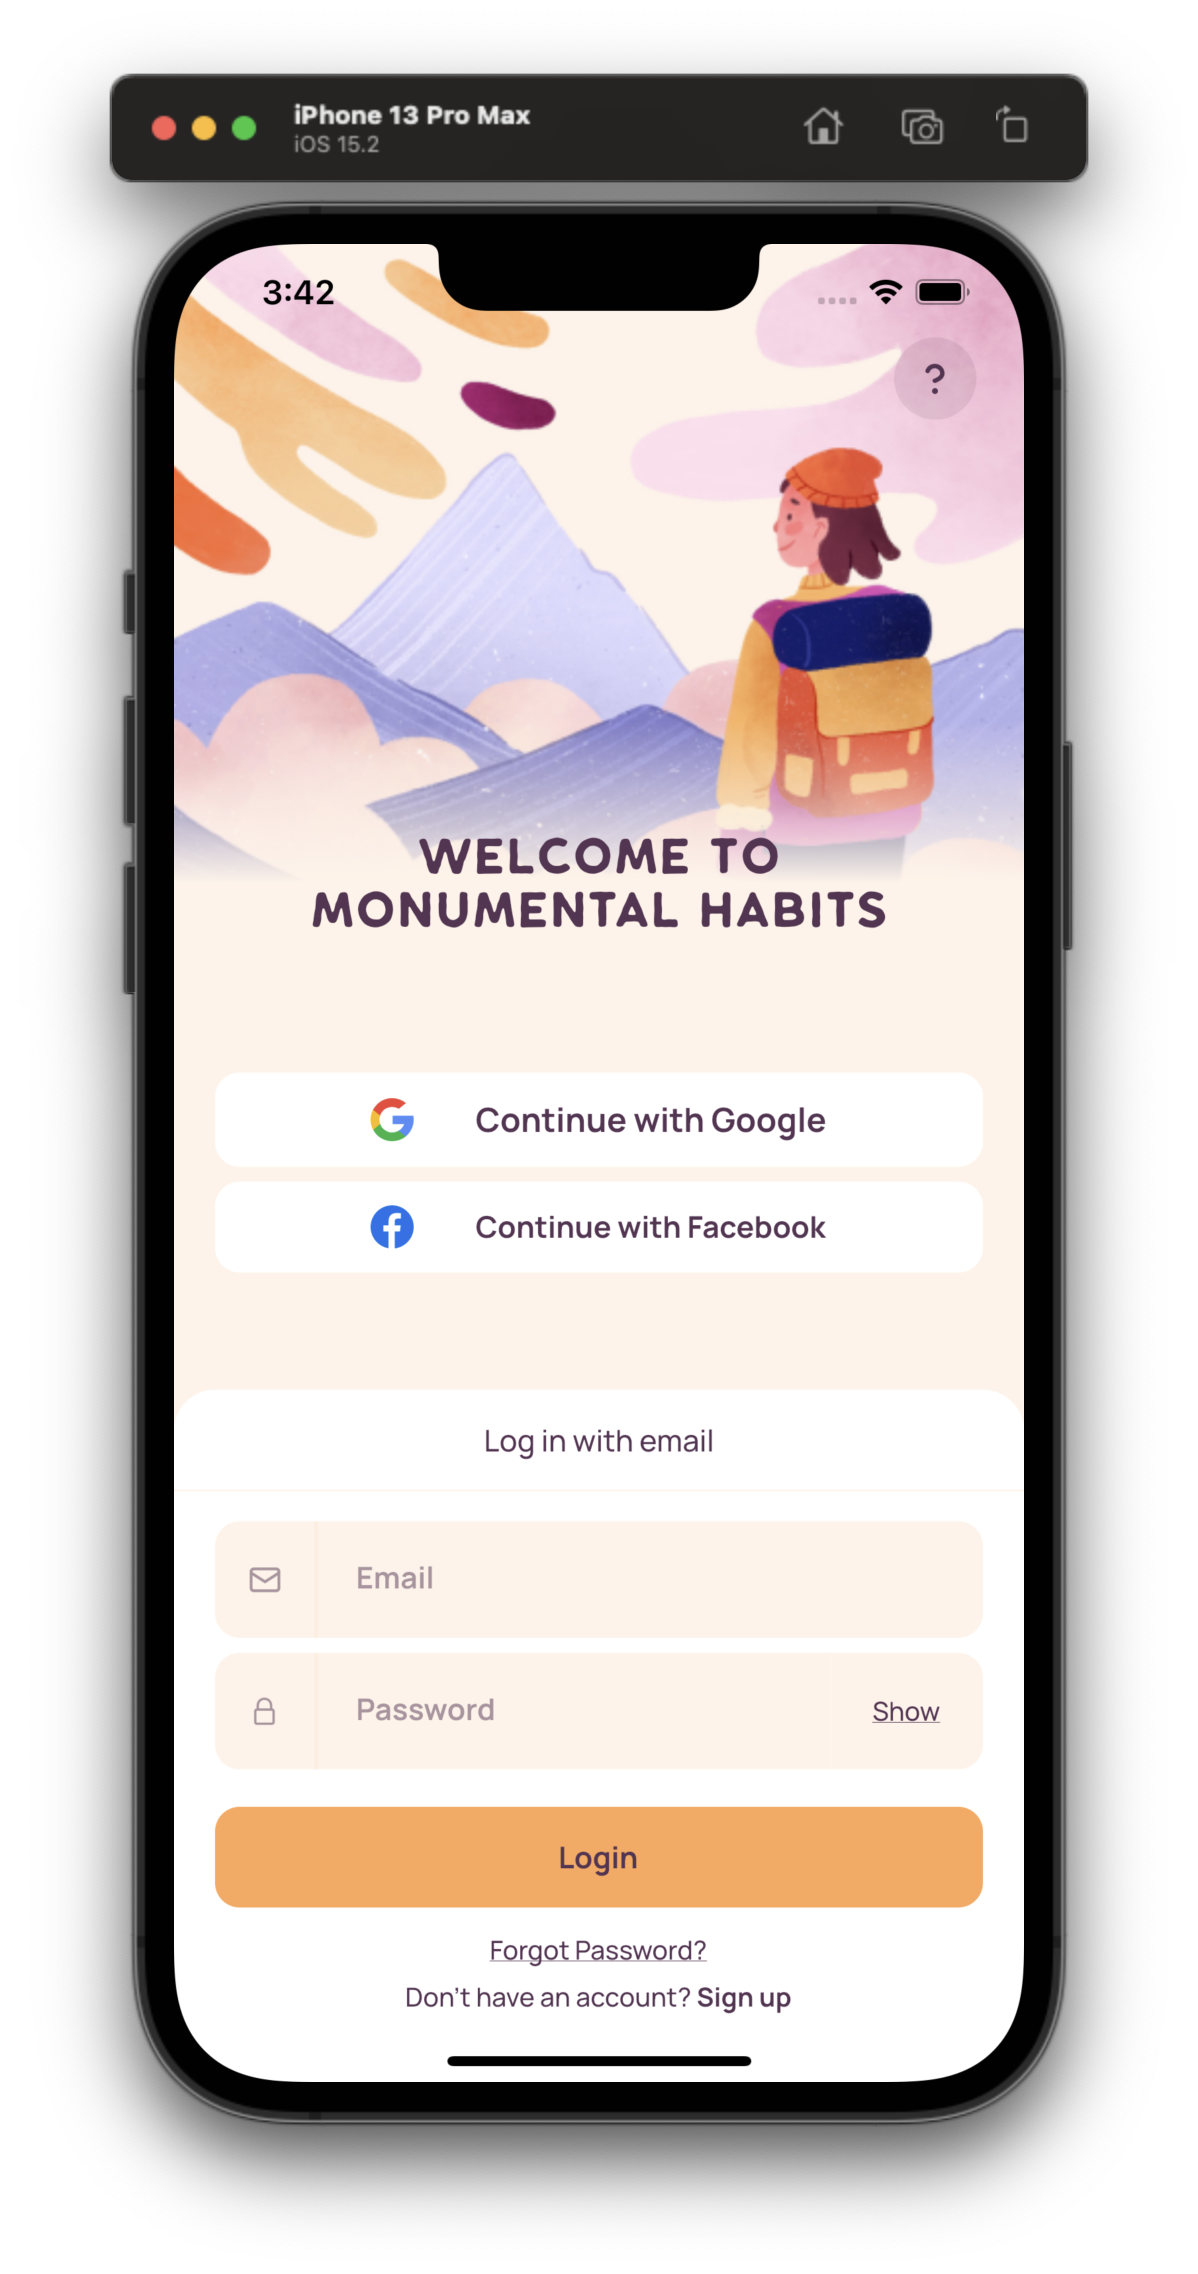 iPhone 13 Pro Max
iOS 15.2
3:42
?
WELCOME TO
MONUMENTAL HABITS
Continue with Google
Continue with Facebook
Log in with email
Email
Password Show
Login
Forgot Password?
Don't have an account? Sign up